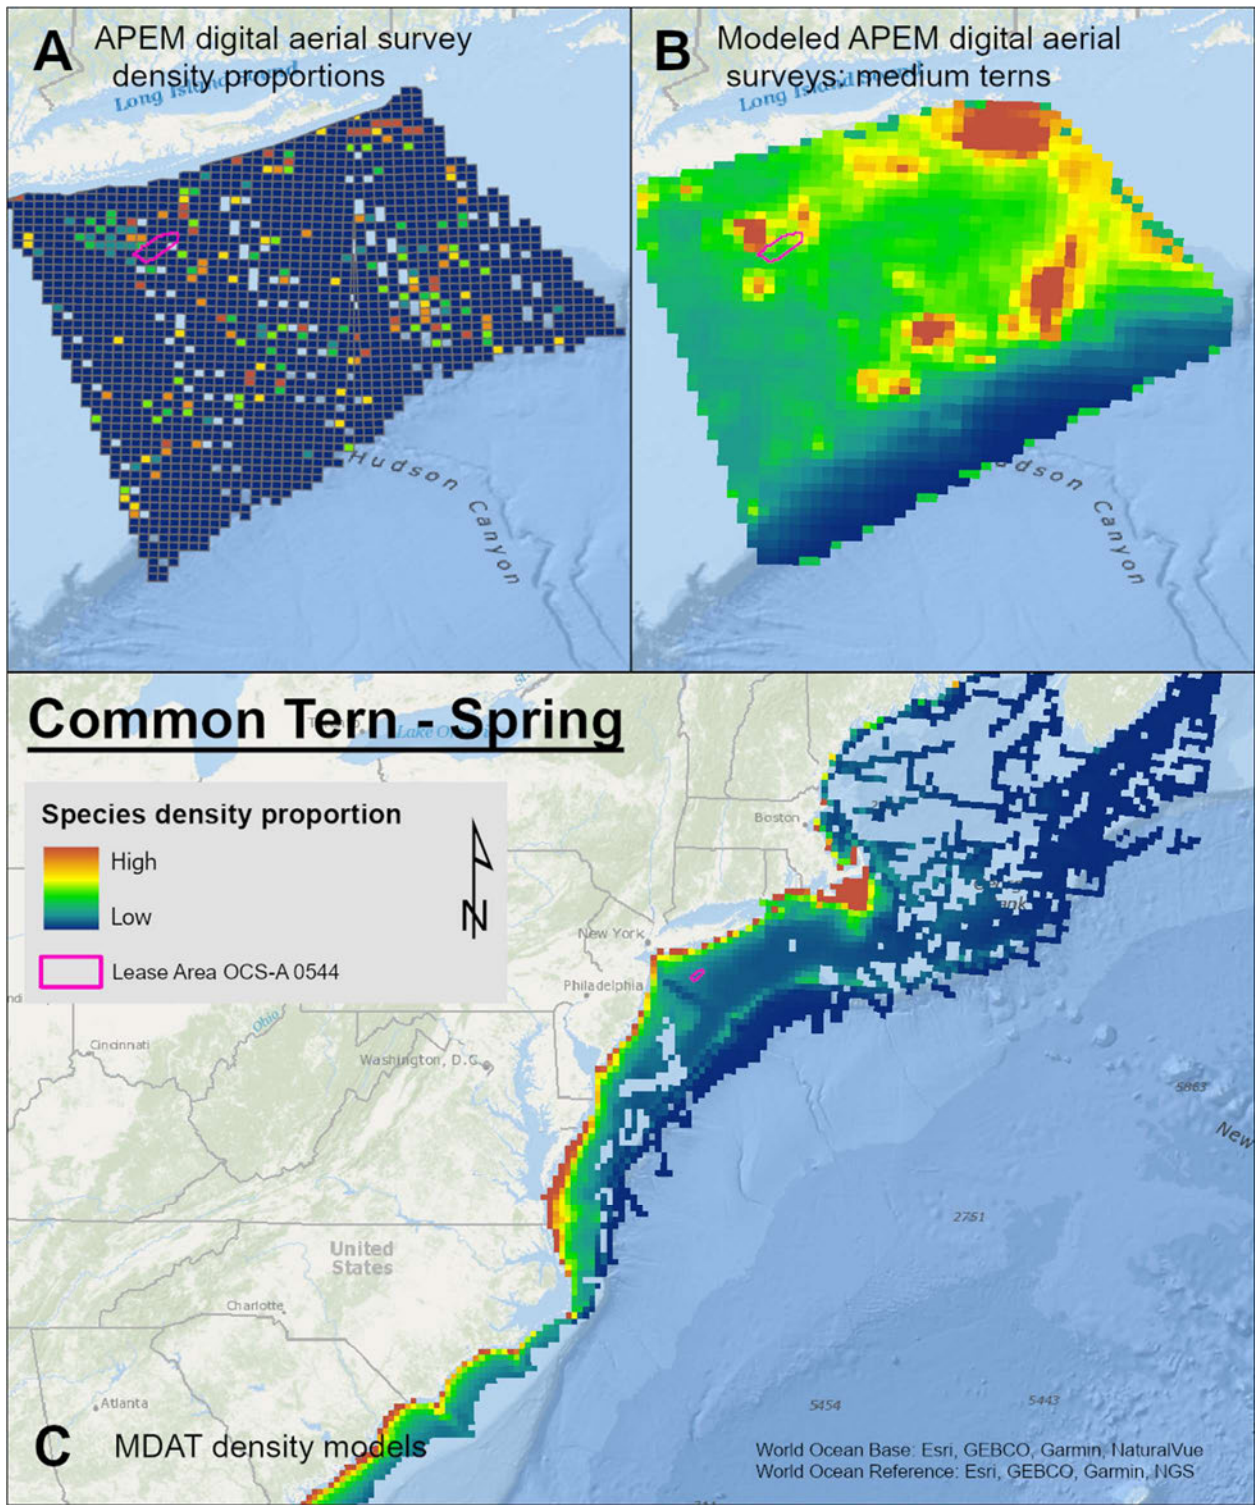 A
APEM digital aerial survey
density proportions
Long Island Sound
Hudson Canyon
B
Modeled APEM digital aerial
surveys: medium terns
Long Island Sound
Canyon
Common Tern - Spring
Species density proportion
High
Low
N
Lease Area OCS-A 0544
Boston
New York
Philadelphia
Ohio
Cincinnati
Washington, D.C.
5863
New
2751
United
States
Charlotte
Atlanta
5454
5443
C
MDAT density models
World Ocean Base: Esri, GEBCO, Garmin, NaturalVue
World Ocean Reference: Esri, GEBCO, Garmin, NGS